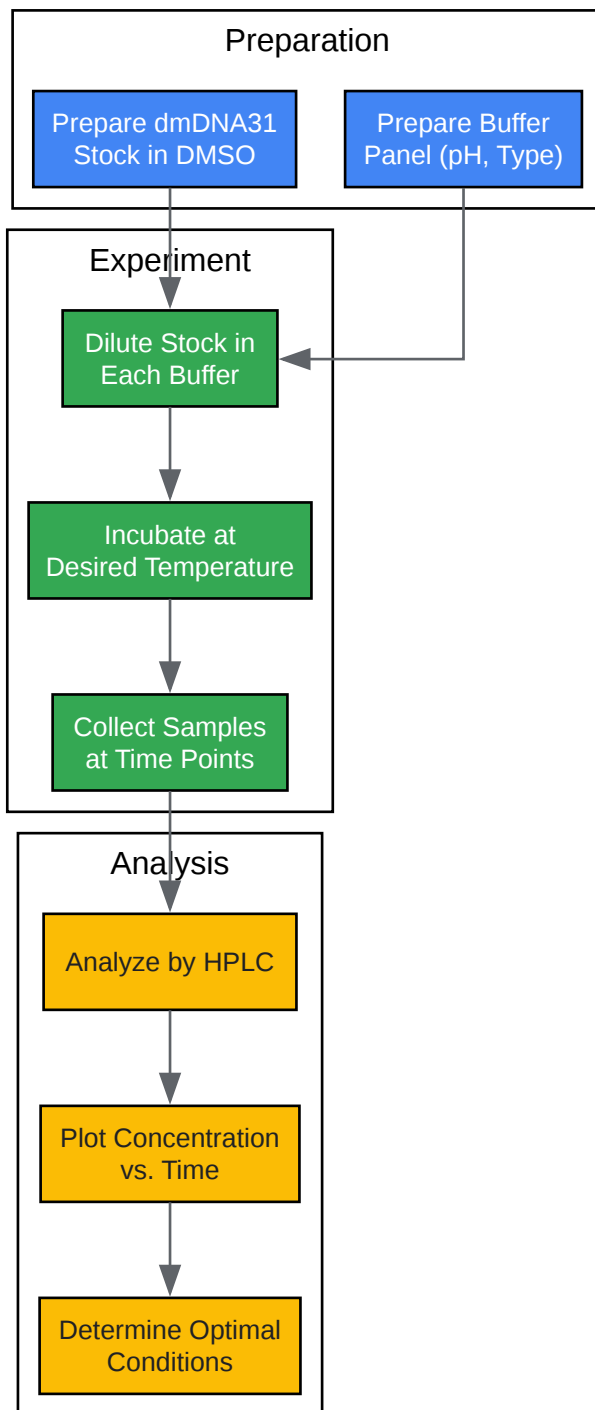 Preparation
Prepare dmDNA31
Stock in DMSO
Prepare Buffer
Panel (pH, Type)
Experiment
Dilute Stock in
Each Buffer
Incubate at
Desired Temperature
Collect Samples
at Time Points
Analysis
Analyze by HPLC
Plot Concentration
vs. Time
Determine Optimal
Conditions